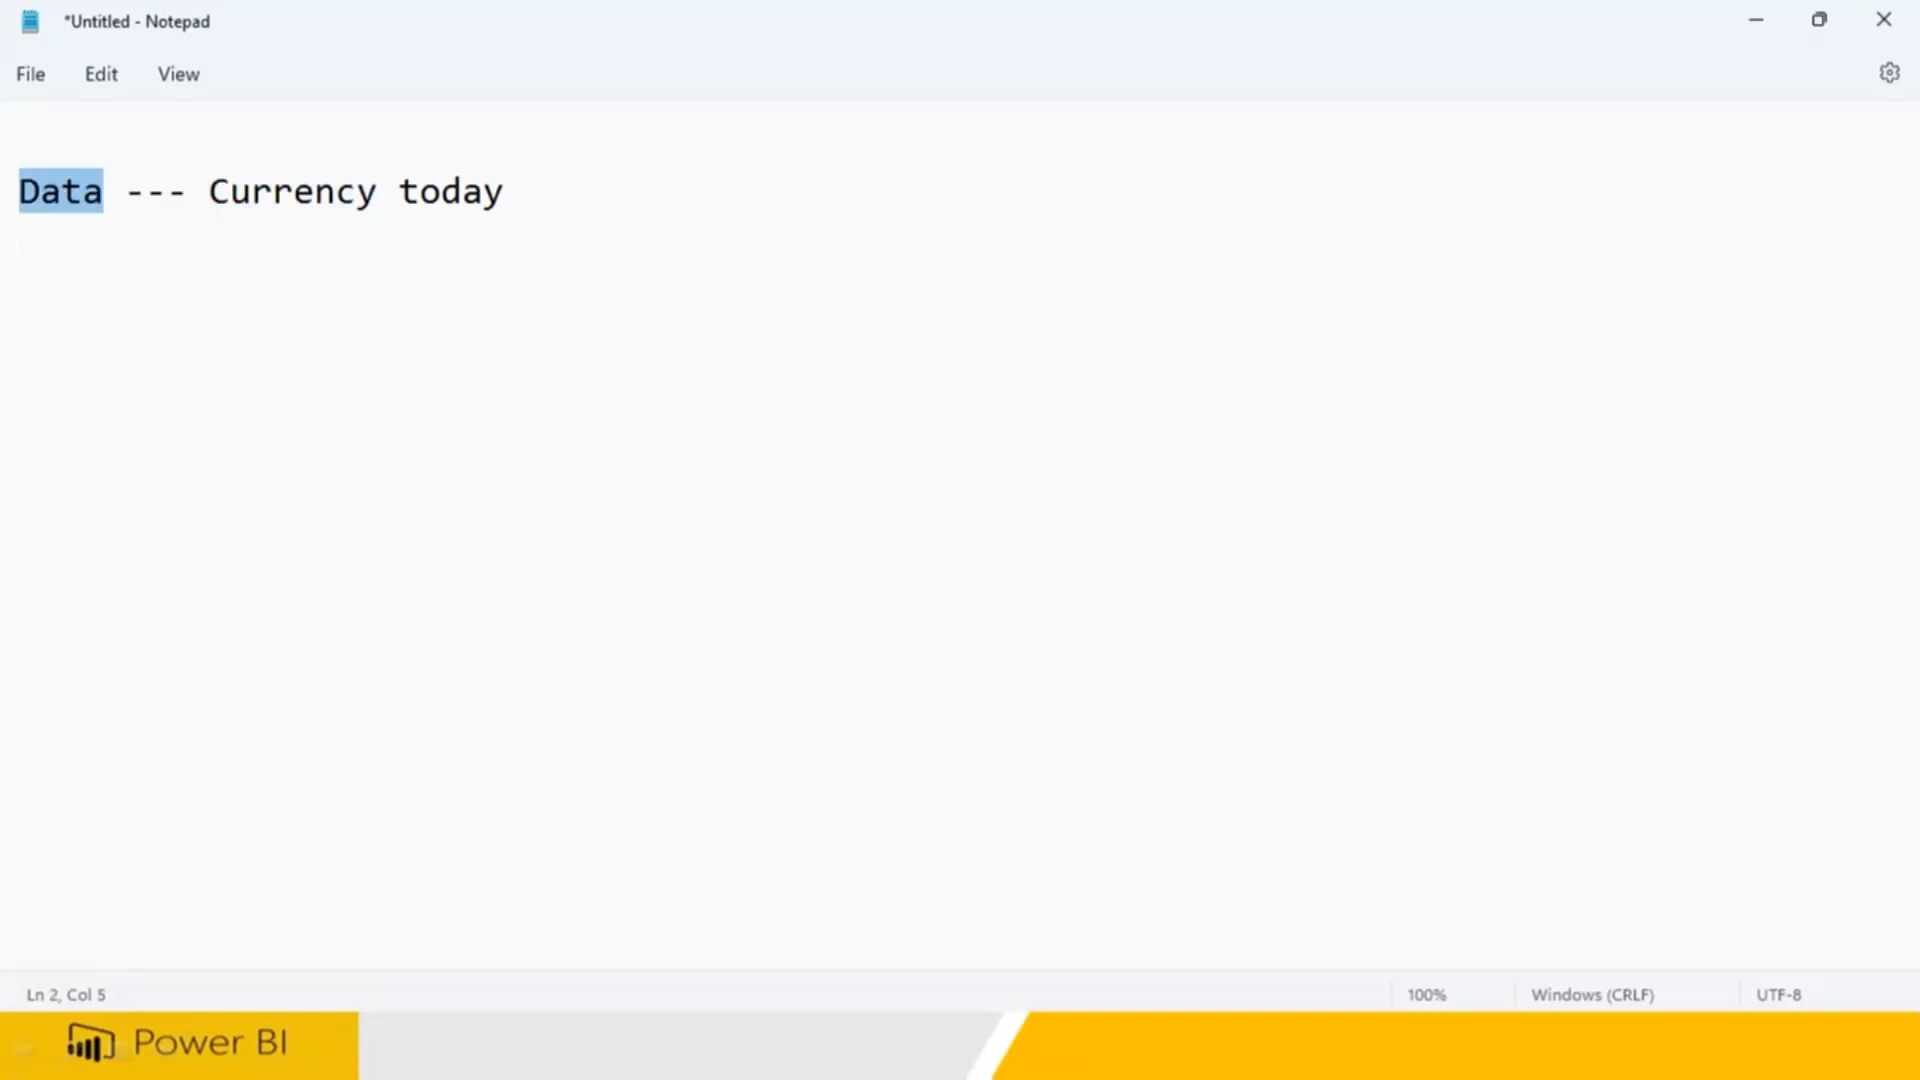 *Untitled - Notepad
File Edit View
Data --- Currency today
Ln 2, Col 5 100% Windows (CRLF) UTF-8
Power BI